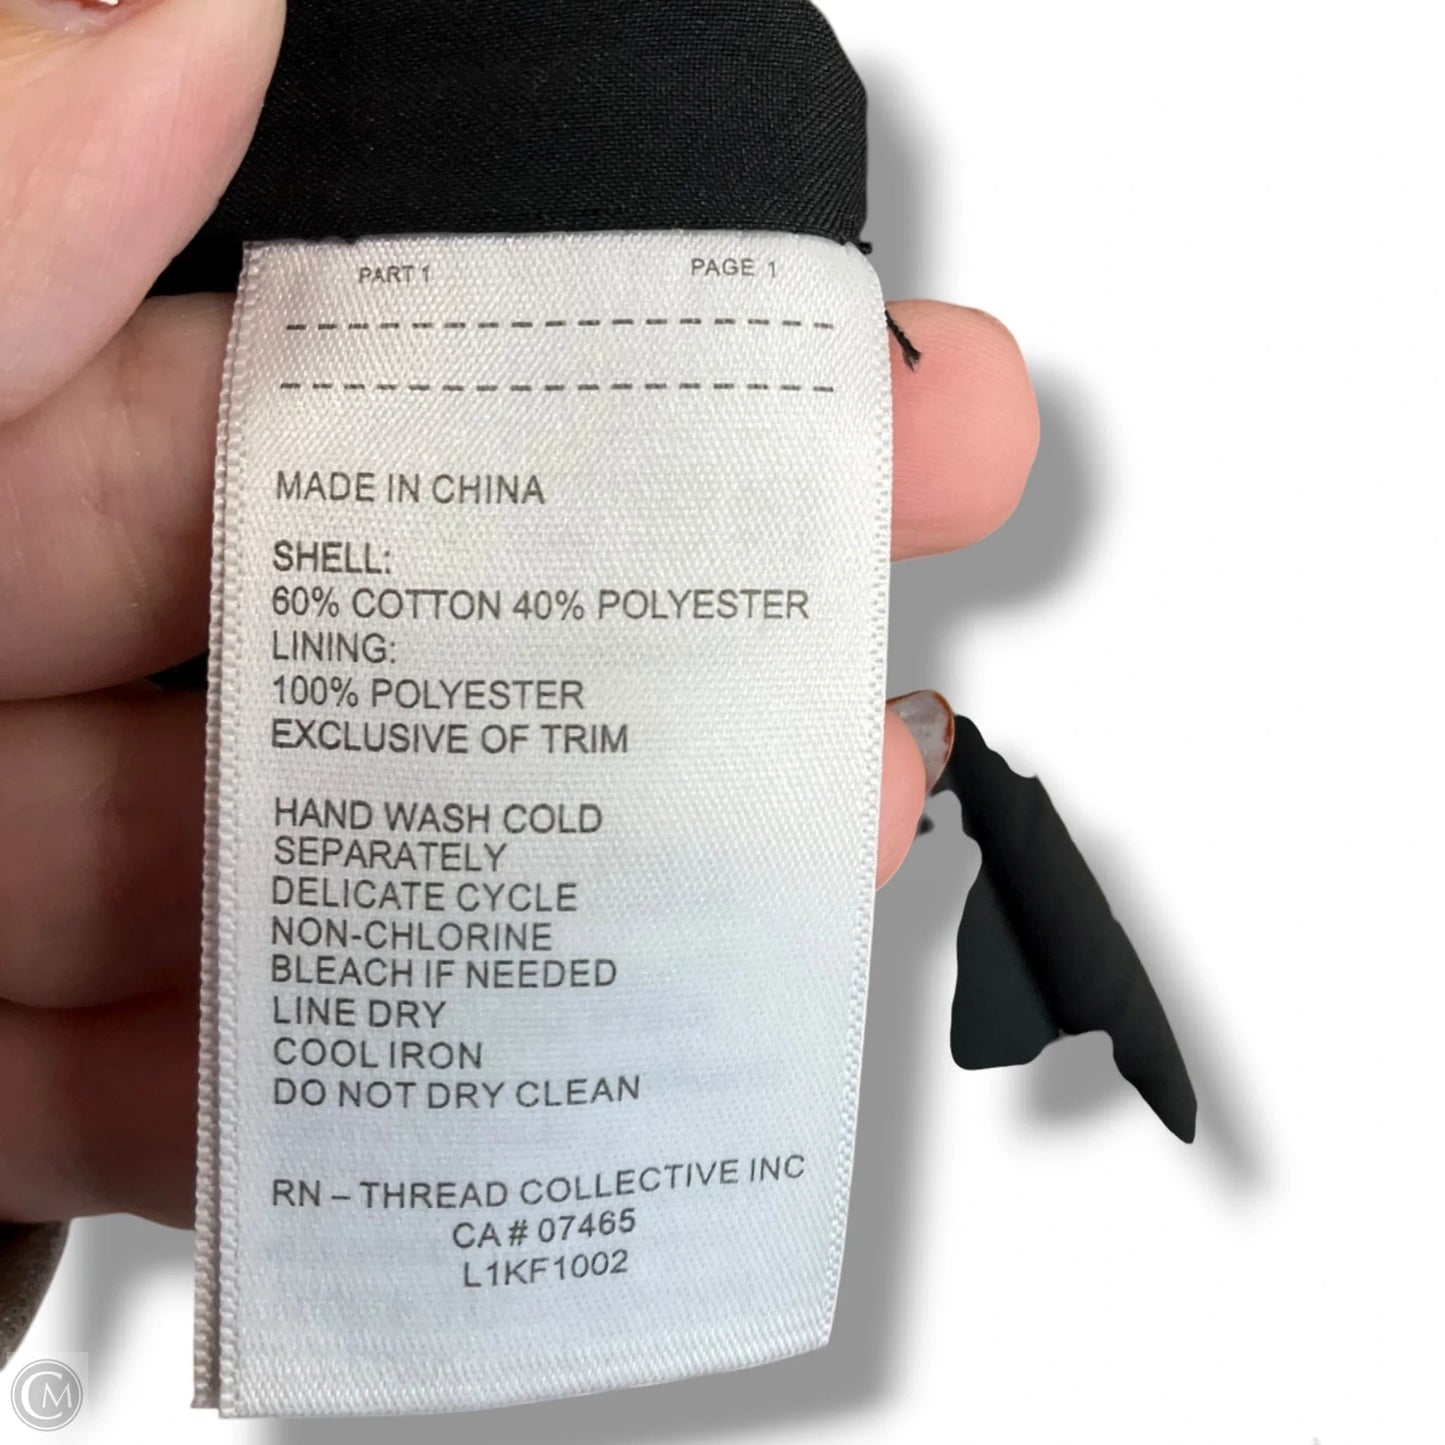 PART 1 PAGE 1
MADE IN CHINA
SHELL:
60% COTTON 40% POLYESTER
LINING:
100% POLYESTER
EXCLUSIVE OF TRIM
HAND WASH COLD
SEPARATELY
DELICATE CYCLE
NON-CHLORINE
BLEACH IF NEEDED
LINE DRY
COOL IRON
DO NOT DRY CLEAN
RN – THREAD COLLECTIVE INC
CA # 07465
L1KF1002
CM